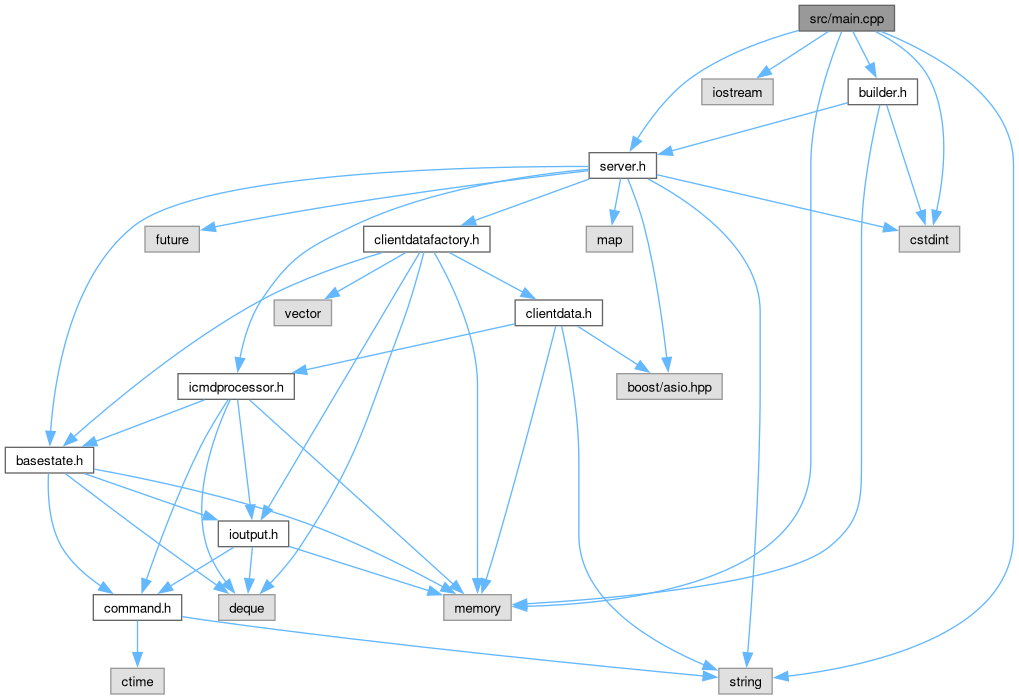 src/main.cpp
iostream
builder.h
server.h
future
clientdatafactory.h
map
cstdint
vector
clientdata.h
icmdprocessor.h
boost/asio.hpp
basestate.h
ioutput.h
command.h
deque
memory
ctime
string